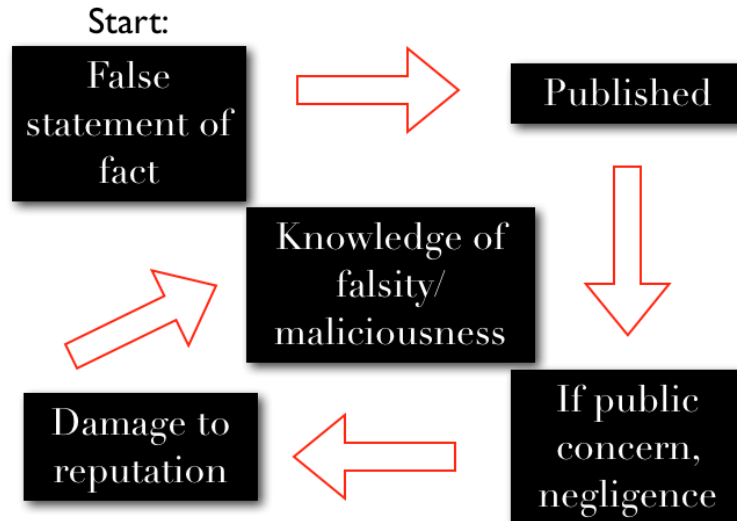 Start:
False
statement of
fact
Published
If public
concern,
negligence
Damage to
reputation
Knowledge of
falsity/
maliciousness